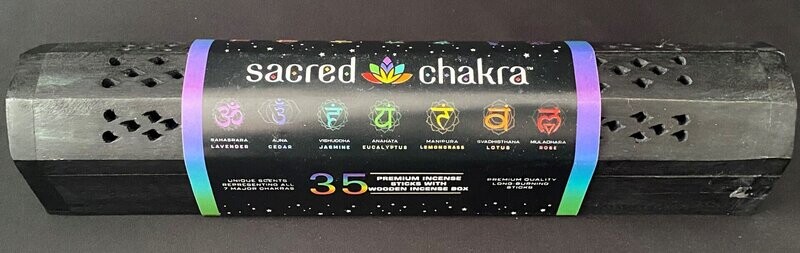 sacred chakra™
ॐ
SAHASRARA
LAVENDER
AJNA
CEDAR
VISHUDDHA
JASMINE
ANAHATA
EUCALYPTUS
MANIPURA
LEMONGRASS
SVADHISTHANA
LOTUS
MULADHARA
ROSE
UNIQUE SCENTS
REPRESENTING ALL
7 MAJOR CHAKRAS
35 PREMIUM INCENSE
STICKS WITH
WOODEN INCENSE BOX
PREMIUM QUALITY
LONG BURNING
STICKS